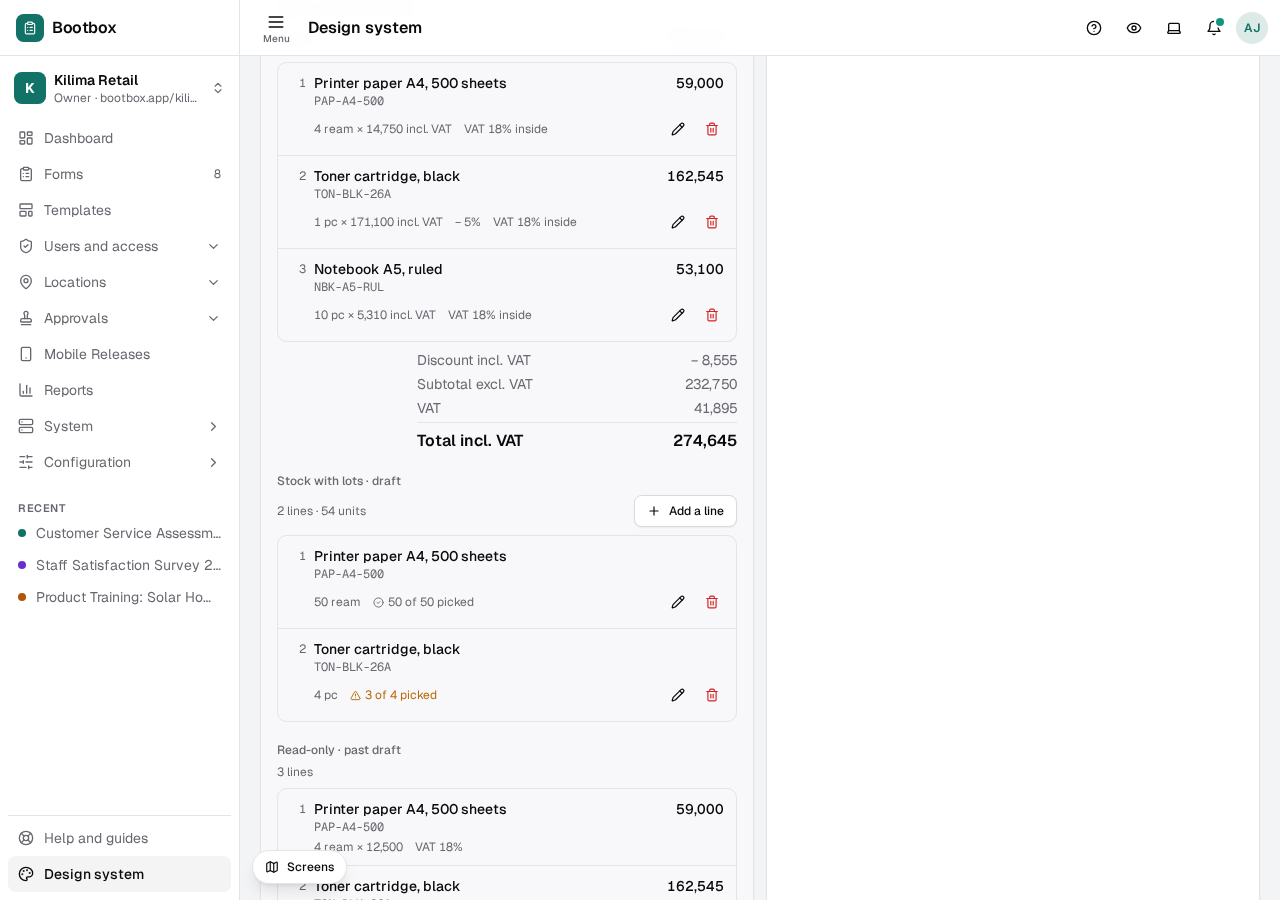 Bootbox
Menu
Design system
AJ
K
Kilima Retail
Owner · bootbox.app/kili...
Dashboard
Forms
8
Templates
Users and access
Locations
Approvals
Mobile Releases
Reports
System
Configuration
RECENT
Customer Service Assessm...
Staff Satisfaction Survey 2...
Product Training: Solar Ho...
Help and guides
Design system
1 Printer paper A4, 500 sheets 59,000
PAP-A4-500
4 ream × 14,750 incl. VAT VAT 18% inside
2 Toner cartridge, black 162,545
TON-BLK-26A
1 pc × 171,100 incl. VAT − 5% VAT 18% inside
3 Notebook A5, ruled 53,100
NBK-A5-RUL
10 pc × 5,310 incl. VAT VAT 18% inside
Discount incl. VAT − 8,555
Subtotal excl. VAT 232,750
VAT 41,895
Total incl. VAT 274,645
Stock with lots · draft
2 lines · 54 units
Add a line
1 Printer paper A4, 500 sheets
PAP-A4-500
50 ream 50 of 50 picked
2 Toner cartridge, black
TON-BLK-26A
4 pc 3 of 4 picked
Read-only · past draft
3 lines
1 Printer paper A4, 500 sheets 59,000
PAP-A4-500
4 ream × 12,500 VAT 18%
Screens
2 Toner cartridge, black 162,545